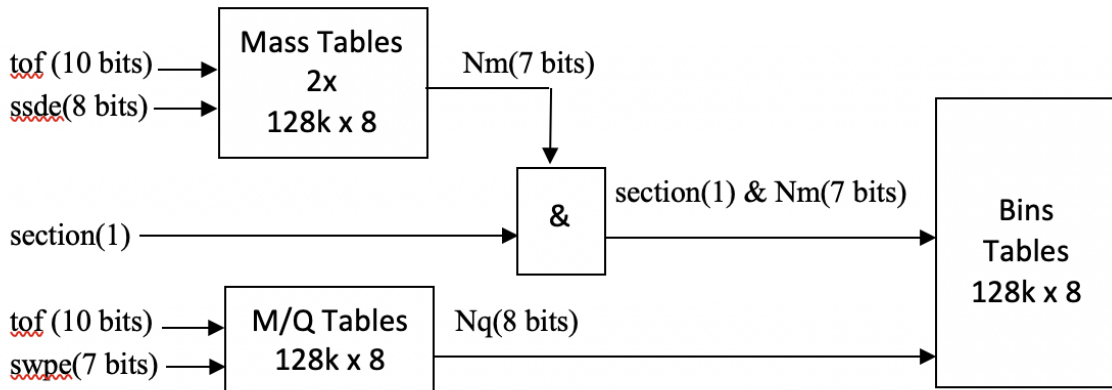 tof (10 bits)
ssde(8 bits)
Mass Tables
2x
128k x 8
Nm(7 bits)
section(1)
&
section(1) & Nm(7 bits)
tof (10 bits)
swpe(7 bits)
M/Q Tables
128k x 8
Nq(8 bits)
Bins
Tables
128k x 8